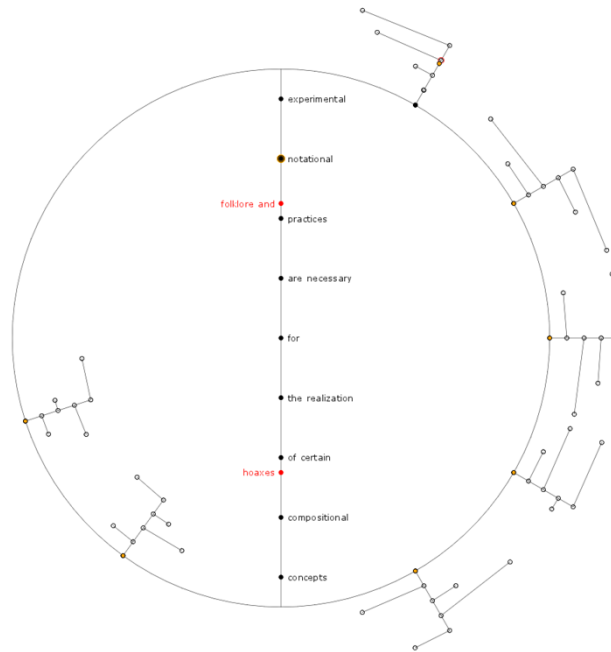 experimental
notational
folklore and
practices
are necessary
for
the realization
of certain
hoaxes
compositional
concepts